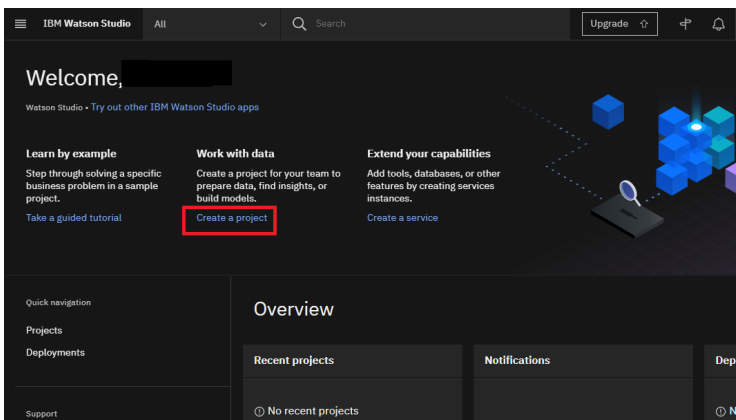 IBM Watson Studio
All
Search
Upgrade
Welcome,
Watson Studio • Try out other IBM Watson Studio apps
Learn by example
Step through solving a specific
business problem in a sample
project.
Take a guided tutorial
Work with data
Create a project for your team to
prepare data, find insights, or
build models.
Create a project
Extend your capabilities
Add tools, databases, or other
features by creating services
instances.
Create a service
Quick navigation
Projects
Deployments
Support
Overview
Recent projects
No recent projects
Notifications
Dep
N